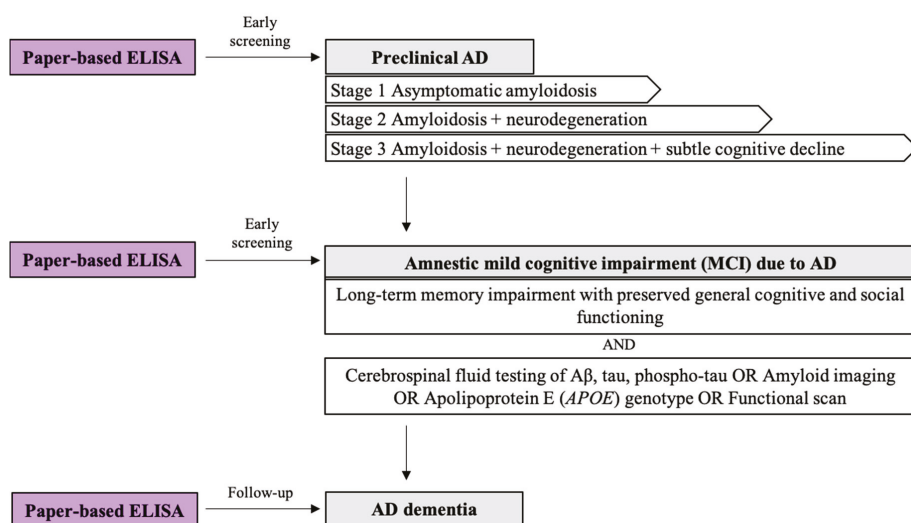 Early
screening
Paper-based ELISA
Preclinical AD
Stage 1 Asymptomatic amyloidosis
Stage 2 Amyloidosis + neurodegeneration
Stage 3 Amyloidosis + neurodegeneration + subtle cognitive decline
Early
screening
Paper-based ELISA
Amnestic mild cognitive impairment (MCI) due to AD
Long-term memory impairment with preserved general cognitive and social
functioning
AND
Cerebrospinal fluid testing of Aβ, tau, phospho-tau OR Amyloid imaging
OR Apolipoprotein E (APOE) genotype OR Functional scan
Follow-up
Paper-based ELISA
AD dementia